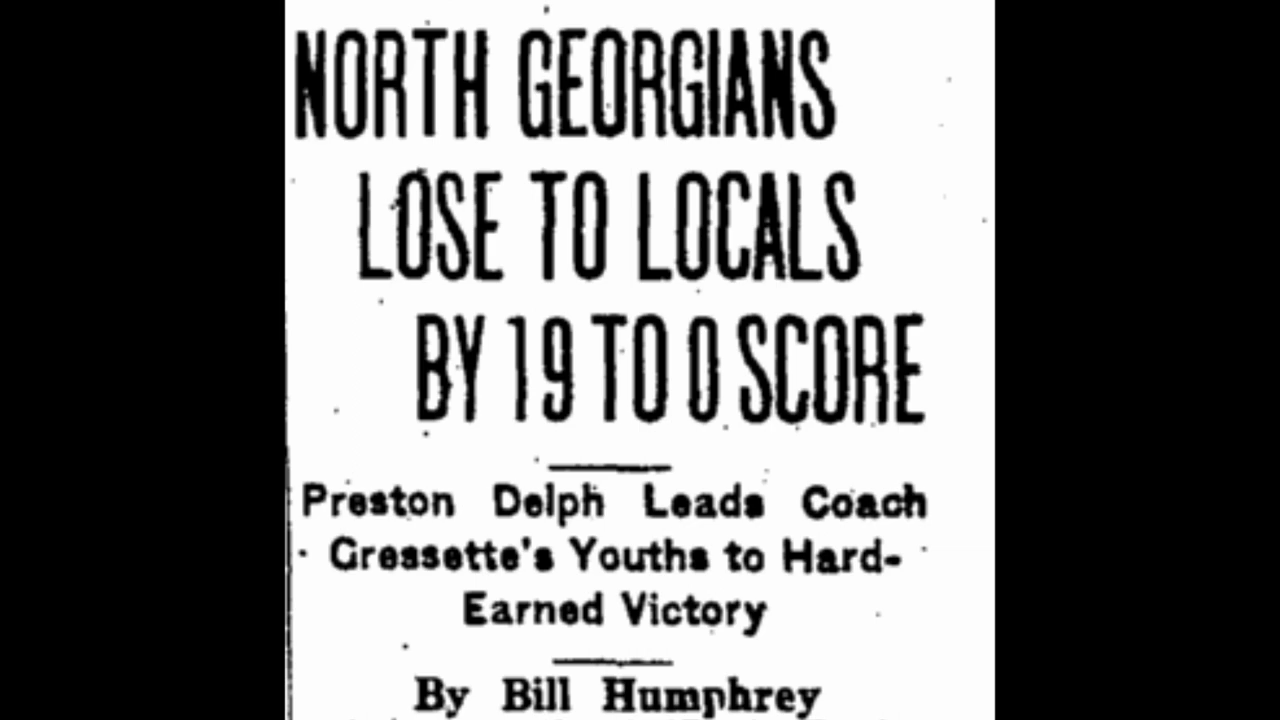 NORTH GEORGIANS
LOSE TO LOCALS
BY 19 TO 0 SCORE
Preston Delph Leads Coach
Gressette's Youths to Hard-
Earned Victory
By Bill Humphrey